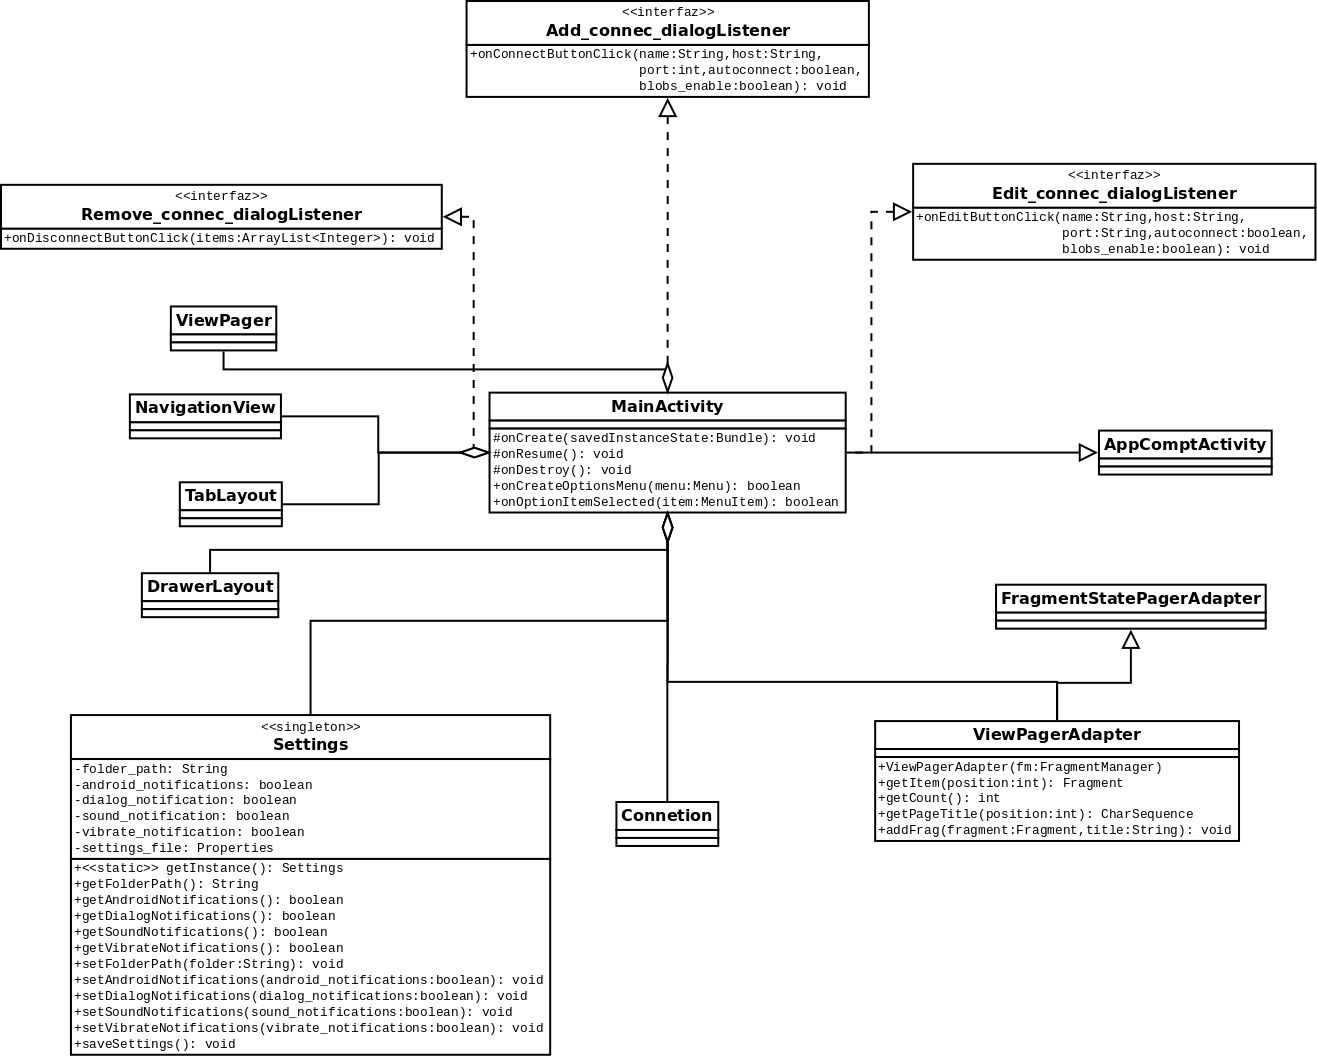 <<interfaz>>
Add_connec_dialogListener
+onConnectButtonClick(name:String,host:String,
port:int,autoconnect:boolean,
blobs_enable:boolean): void
<<interfaz>>
Remove_connec_dialogListener
+onDisconnectButtonClick(items:ArrayList<Integer>): void
<<interfaz>>
Edit_connec_dialogListener
+onEditButtonClick(name:String,host:String,
port:String,autoconnect:boolean,
blobs_enable:boolean): void
ViewPager
NavigationView
TabLayout
DrawerLayout
MainActivity
#onCreate(savedInstanceState:Bundle): void
#onResume(): void
#onDestroy(): void
+onCreateOptionsMenu(menu:Menu): boolean
+onOptionItemSelected(item:MenuItem): boolean
AppComptActivity
FragmentStatePagerAdapter
<<singleton>>
Settings
-folder_path: String
-android_notifications: boolean
-dialog_notification: boolean
-sound_notification: boolean
-vibrate_notification: boolean
-settings_file: Properties
+<<static>> getInstance(): Settings
+getFolderPath(): String
+getAndroidNotifications(): boolean
+getDialogNotifications(): boolean
+getSoundNotifications(): boolean
+getVibrateNotifications(): boolean
+setFolderPath(folder:String): void
+setAndroidNotifications(android_notifications:boolean): void
+setDialogNotifications(dialog_notifications:boolean): void
+setSoundNotifications(sound_notifications:boolean): void
+setVibrateNotifications(vibrate_notifications:boolean): void
+saveSettings(): void
Connetion
ViewPagerAdapter
+ViewPagerAdapter(fm:FragmentManager)
+getItem(position:int): Fragment
+getCount(): int
+getPageTitle(position:int): CharSequence
+addFrag(fragment:Fragment,title:String): void